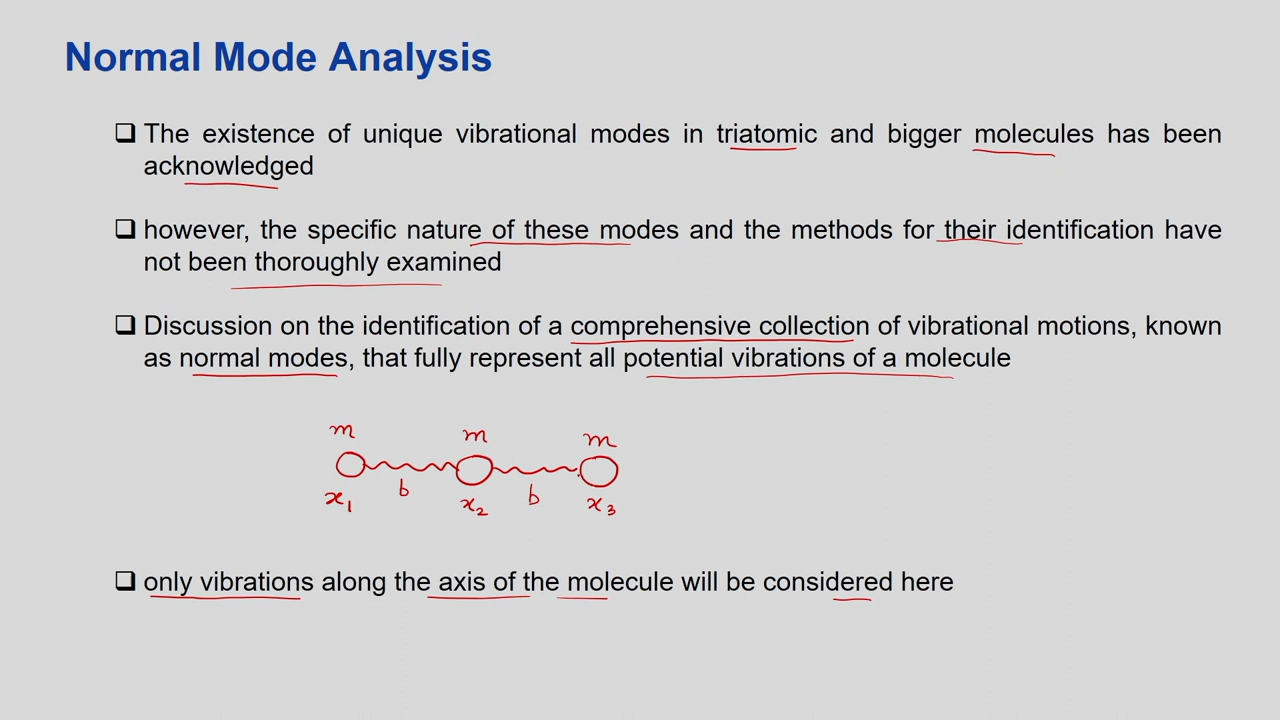 Normal Mode Analysis
❑ The existence of unique vibrational modes in triatomic and bigger molecules has been
acknowledged
❑ however, the specific nature of these modes and the methods for their identification have
not been thoroughly examined
❑ Discussion on the identification of a comprehensive collection of vibrational motions, known
as normal modes, that fully represent all potential vibrations of a molecule
m m m
b b
x₁ x₂ x₃
❑ only vibrations along the axis of the molecule will be considered here